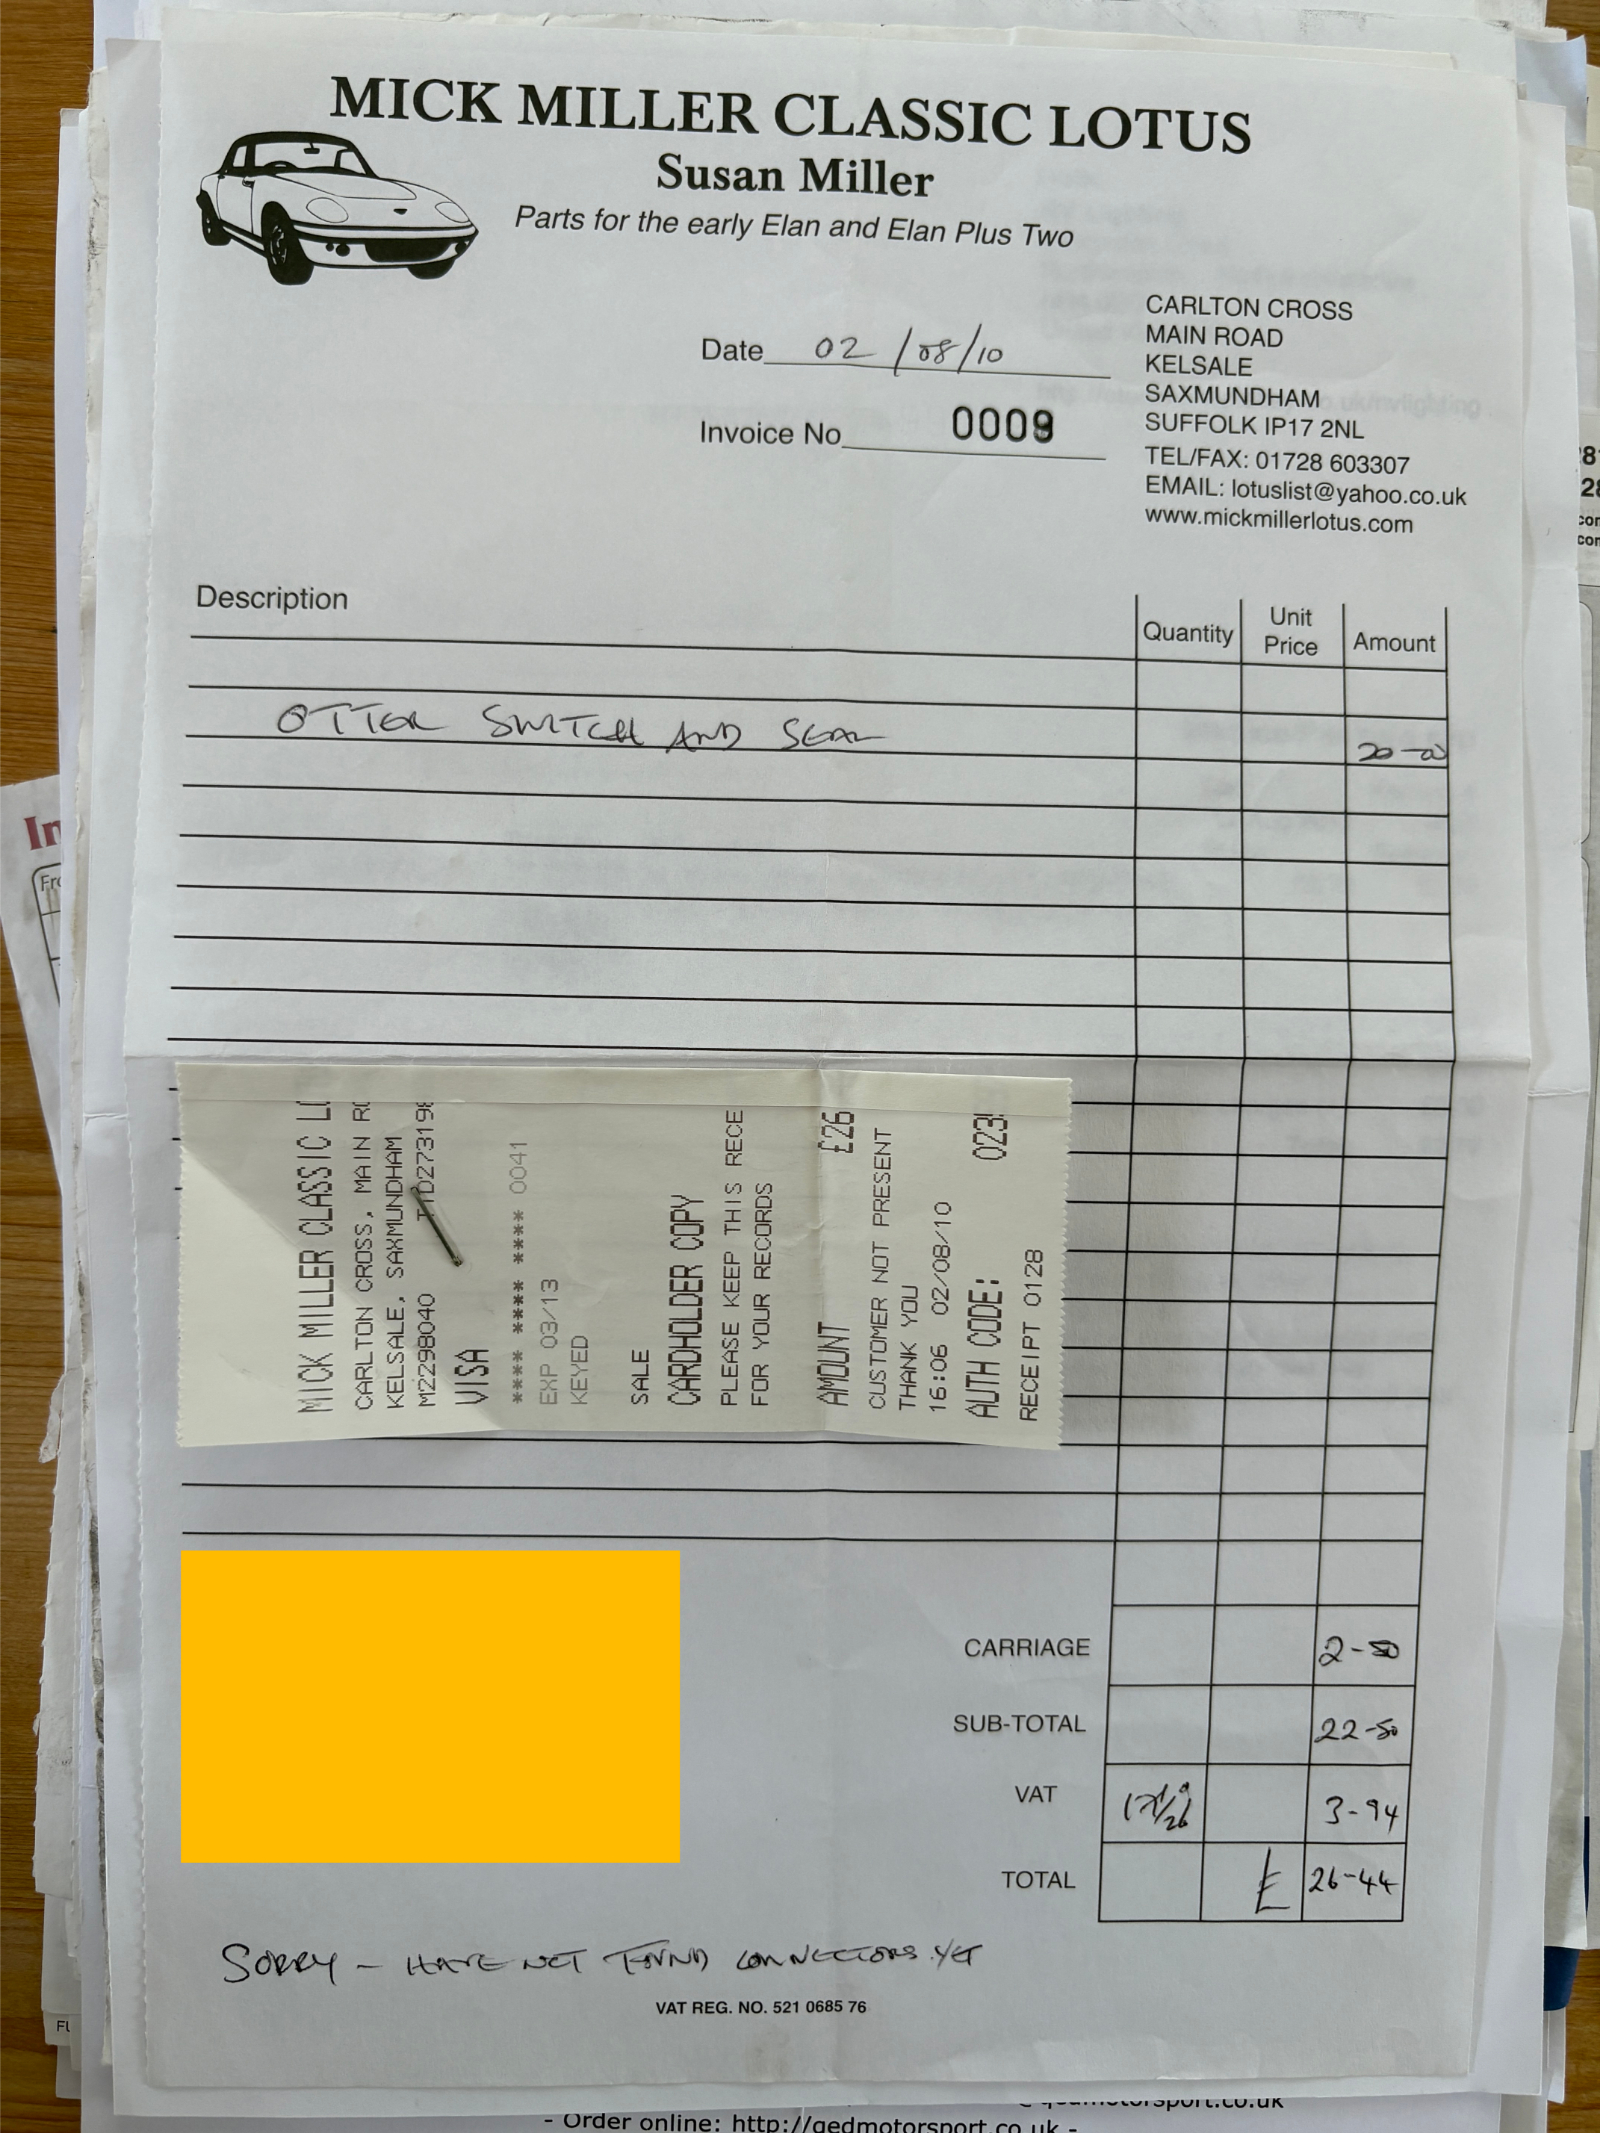 MICK MILLER CLASSIC LOTUS
Susan Miller
Parts for the early Elan and Elan Plus Two
CARLTON CROSS
MAIN ROAD
KELSALE
SAXMUNDHAM
SUFFOLK IP17 2NL
TEL/FAX: 01728 603307
EMAIL: lotuslist@yahoo.co.uk
www.mickmillerlotus.com
Date 02/08/10
Invoice No 0009
Description Quantity Unit Price Amount
OTTER SWITCH AND SEAL 20-00
MICK MILLER CLASSIC
CARLTON CROSS, MAIN
KELSALE, SAXMUNDHAM
M2298040 TID273198
VISA
**** **** **** **** 0041
EXP 03/13
KEYED
SALE
CARDHOLDER COPY
PLEASE KEEP THIS RECE
FOR YOUR RECORDS
AMOUNT £26
CUSTOMER NOT PRESENT
THANK YOU
16:06 02/08/10
AUTH CODE: 023
RECEIPT 0128
CARRIAGE 2-50
SUB-TOTAL 22-50
VAT 3-94
TOTAL £ 26-44
SORRY - HAVE NOT FOUND CONNECTORS YET
VAT REG. NO. 521 0685 76
- Order online: http://qedmotorsport.co.uk -